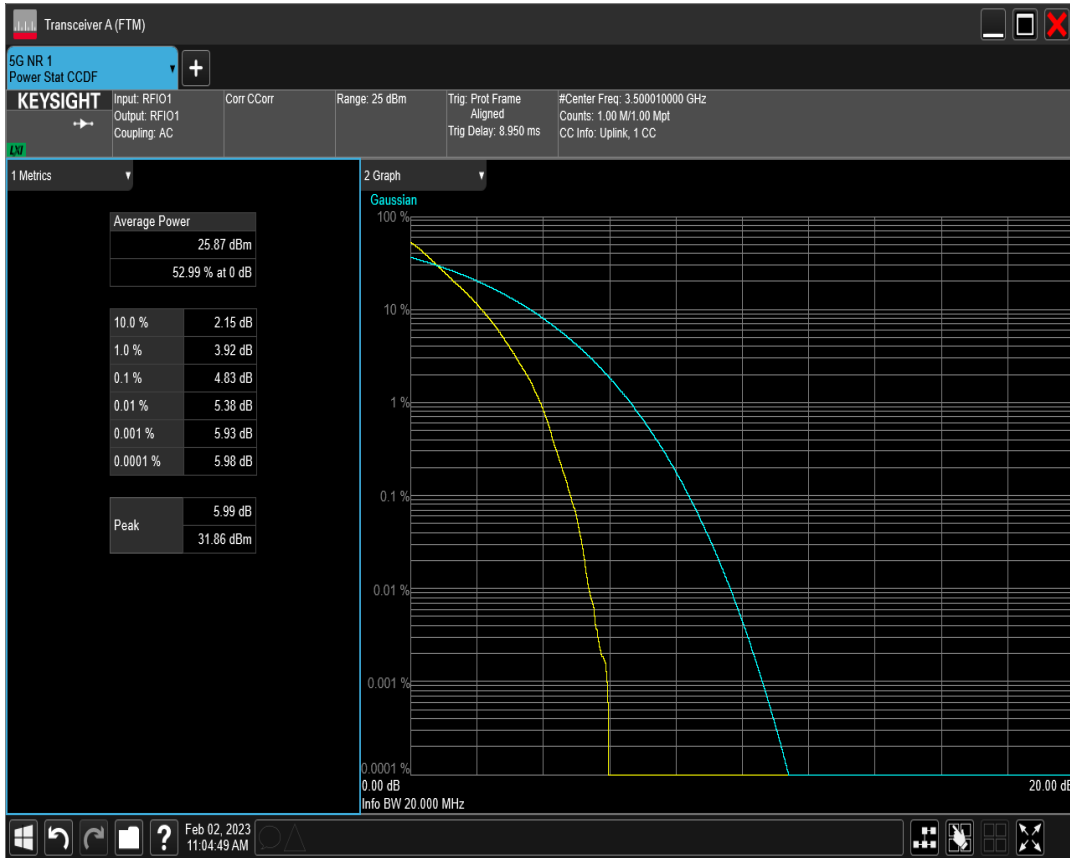 Transceiver A (FTM)
5G NR 1
Power Stat CCDF
+
KEYSIGHT
LXI
Input: RFIO1
Output: RFIO1
Coupling: AC
Corr CCorr
Range: 25 dBm
Trig: Prot Frame
Aligned
Trig Delay: 8.950 ms
#Center Freq: 3.500010000 GHz
Counts: 1.00 M/1.00 Mpt
CC Info: Uplink, 1 CC
1 Metrics
Average Power
25.87 dBm
52.99 % at 0 dB
10.0 % 2.15 dB
1.0 % 3.92 dB
0.1 % 4.83 dB
0.01 % 5.38 dB
0.001 % 5.93 dB
0.0001 % 5.98 dB
Peak
5.99 dB
31.86 dBm
2 Graph
Gaussian
100 %
10 %
1 %
0.1 %
0.01 %
0.001 %
0.0001 %
0.00 dB 20.00 dB
Info BW 20.000 MHz
?
Feb 02, 2023
11:04:49 AM